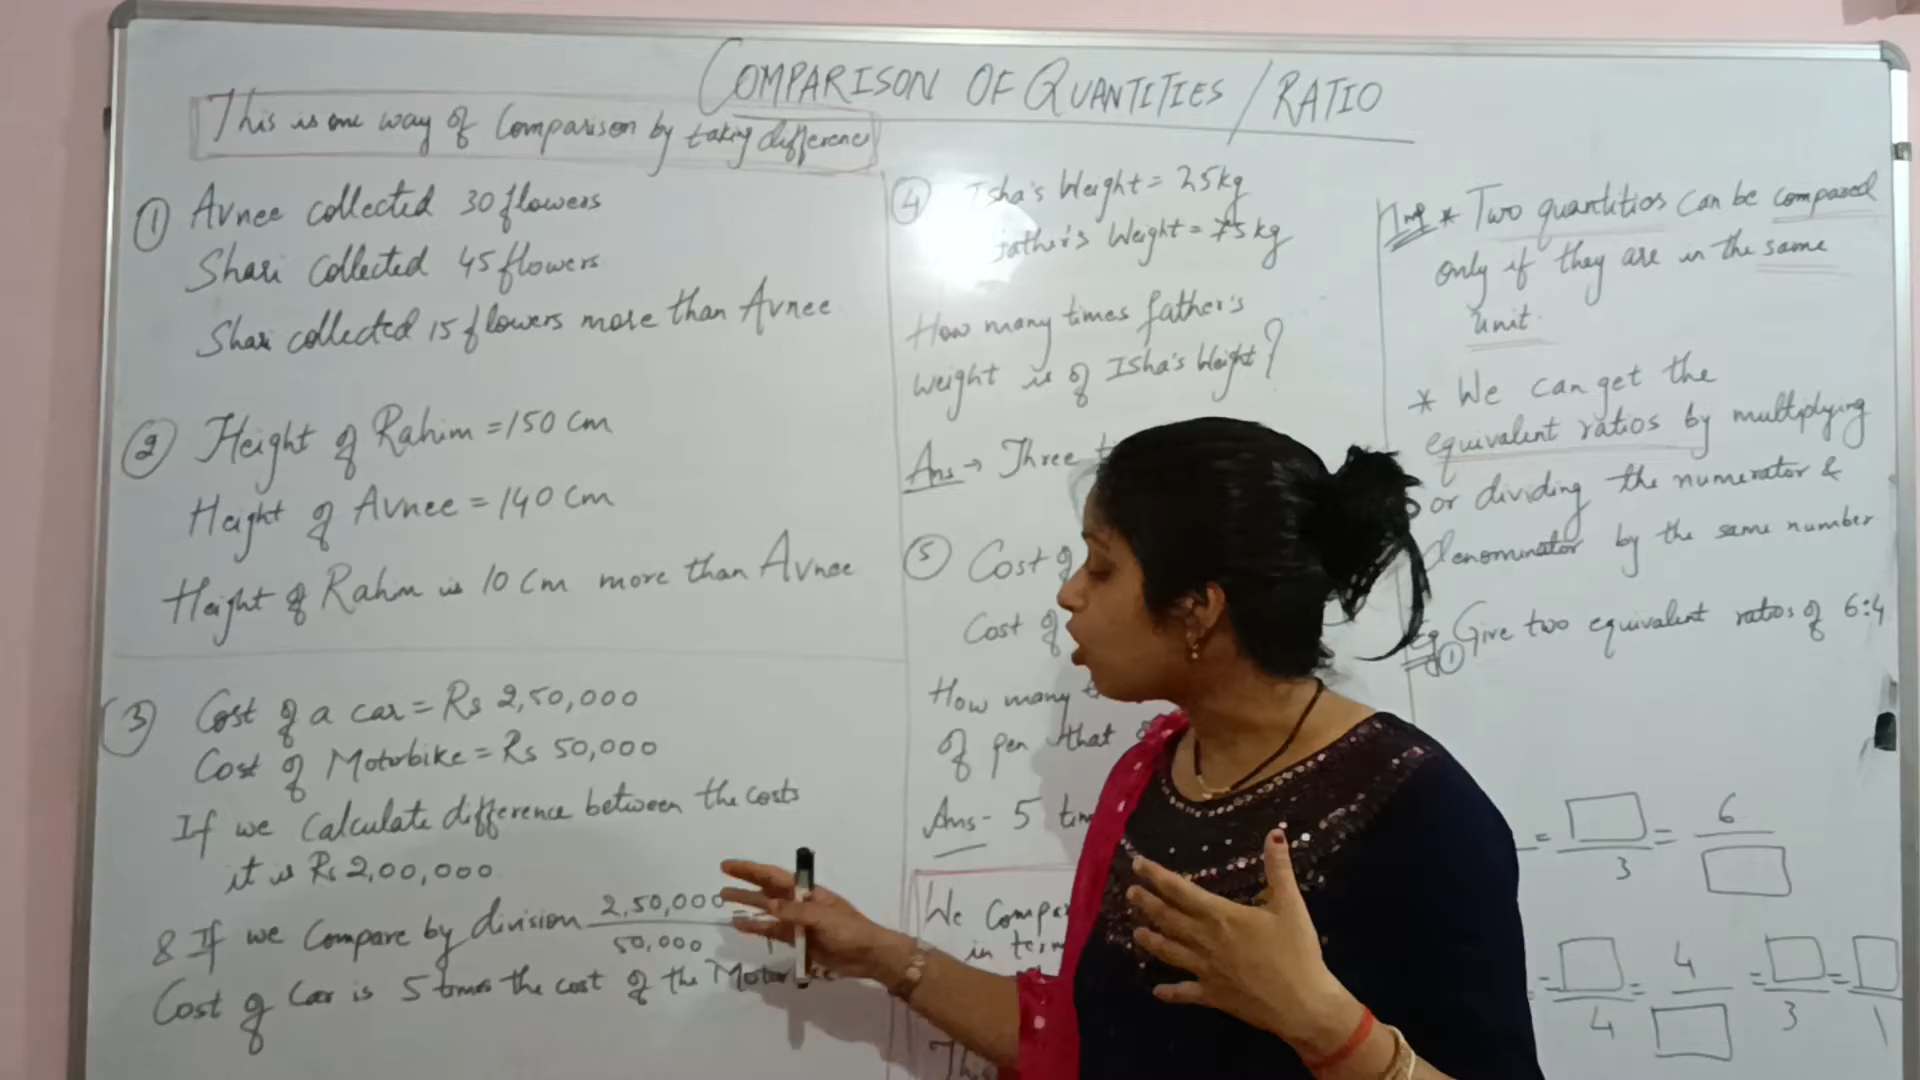 COMPARISON OF QUANTITIES / RATIO
This is one way of Comparison by taking difference
① Avnee collected 30 flowers
Shari collected 45 flowers
Shari collected 15 flowers more than Avnee
② Height of Rahim = 150 cm
Height of Avnee = 140 cm
Height of Rahim is 10 cm more than Avnee
③ Cost of a car = Rs 2,50,000
Cost of Motorbike = Rs 50,000
If we calculate difference between the costs
it is Rs 2,00,000
& If we Compare by division 2,50,000 / 50,000 =
Cost of Car is 5 times the cost of the
④ Isha's Weight = 25 kg
father's Weight = 75 kg
How many times father's
weight is of Isha's Weight?
Ans → Three
⑤ Cost of
Cost of
How many
of pen that
Ans - 5
We
in
This
Imp * Two quantities can be compared
only if they are in the same
unit.
* We can get the
equivalent ratios by multiplying
or dividing the numerator &
denominator by the same number
Eg ① Give two equivalent ratios of 6:4
= □/3 = 6/□
= □/4 = 4/□ = □/3 = □/1